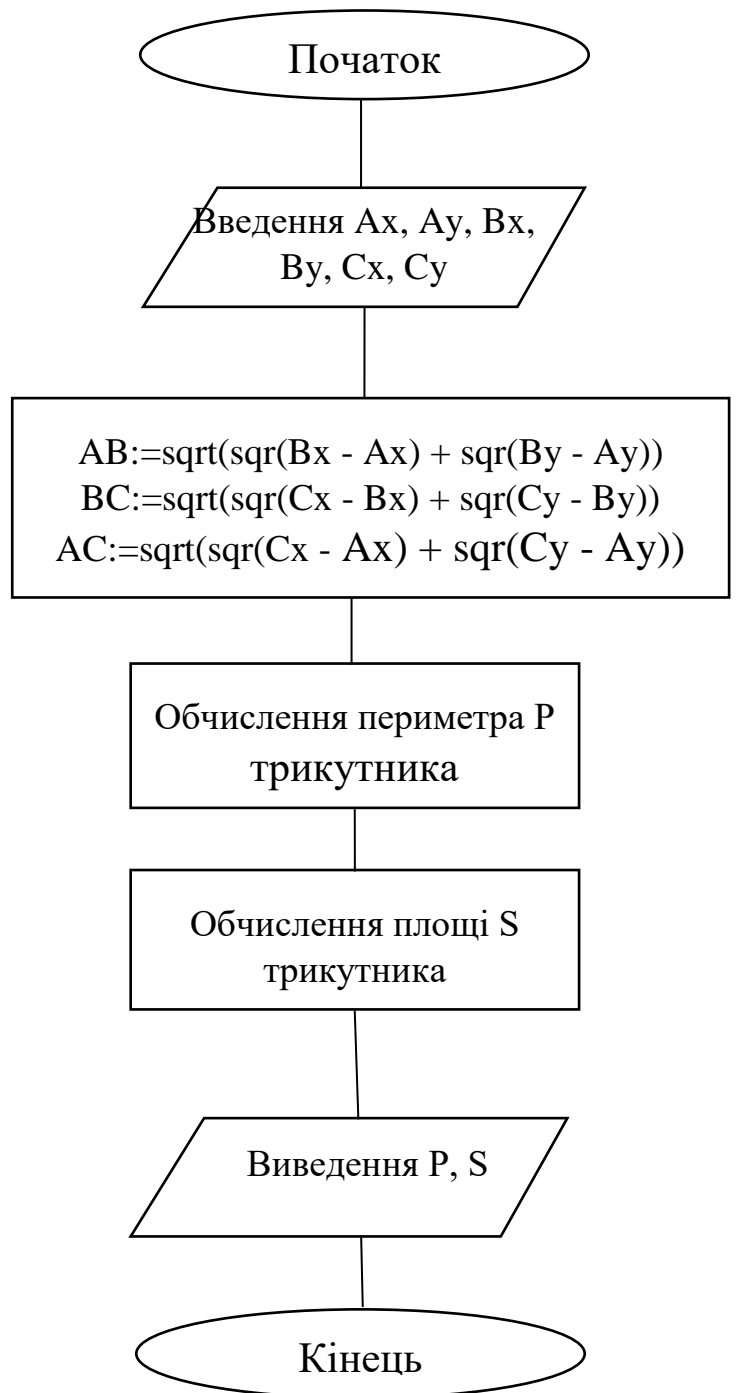 Початок
Введення Ax, Ay, Bx,
By, Cx, Cy
AB:=sqrt(sqr(Bx - Ax) + sqr(By - Ay))
BC:=sqrt(sqr(Cx - Bx) + sqr(Cy - By))
AC:=sqrt(sqr(Cx - Ax) + sqr(Cy - Ay))
Обчислення периметра P
трикутника
Обчислення площі S
трикутника
Виведення P, S
Кінець